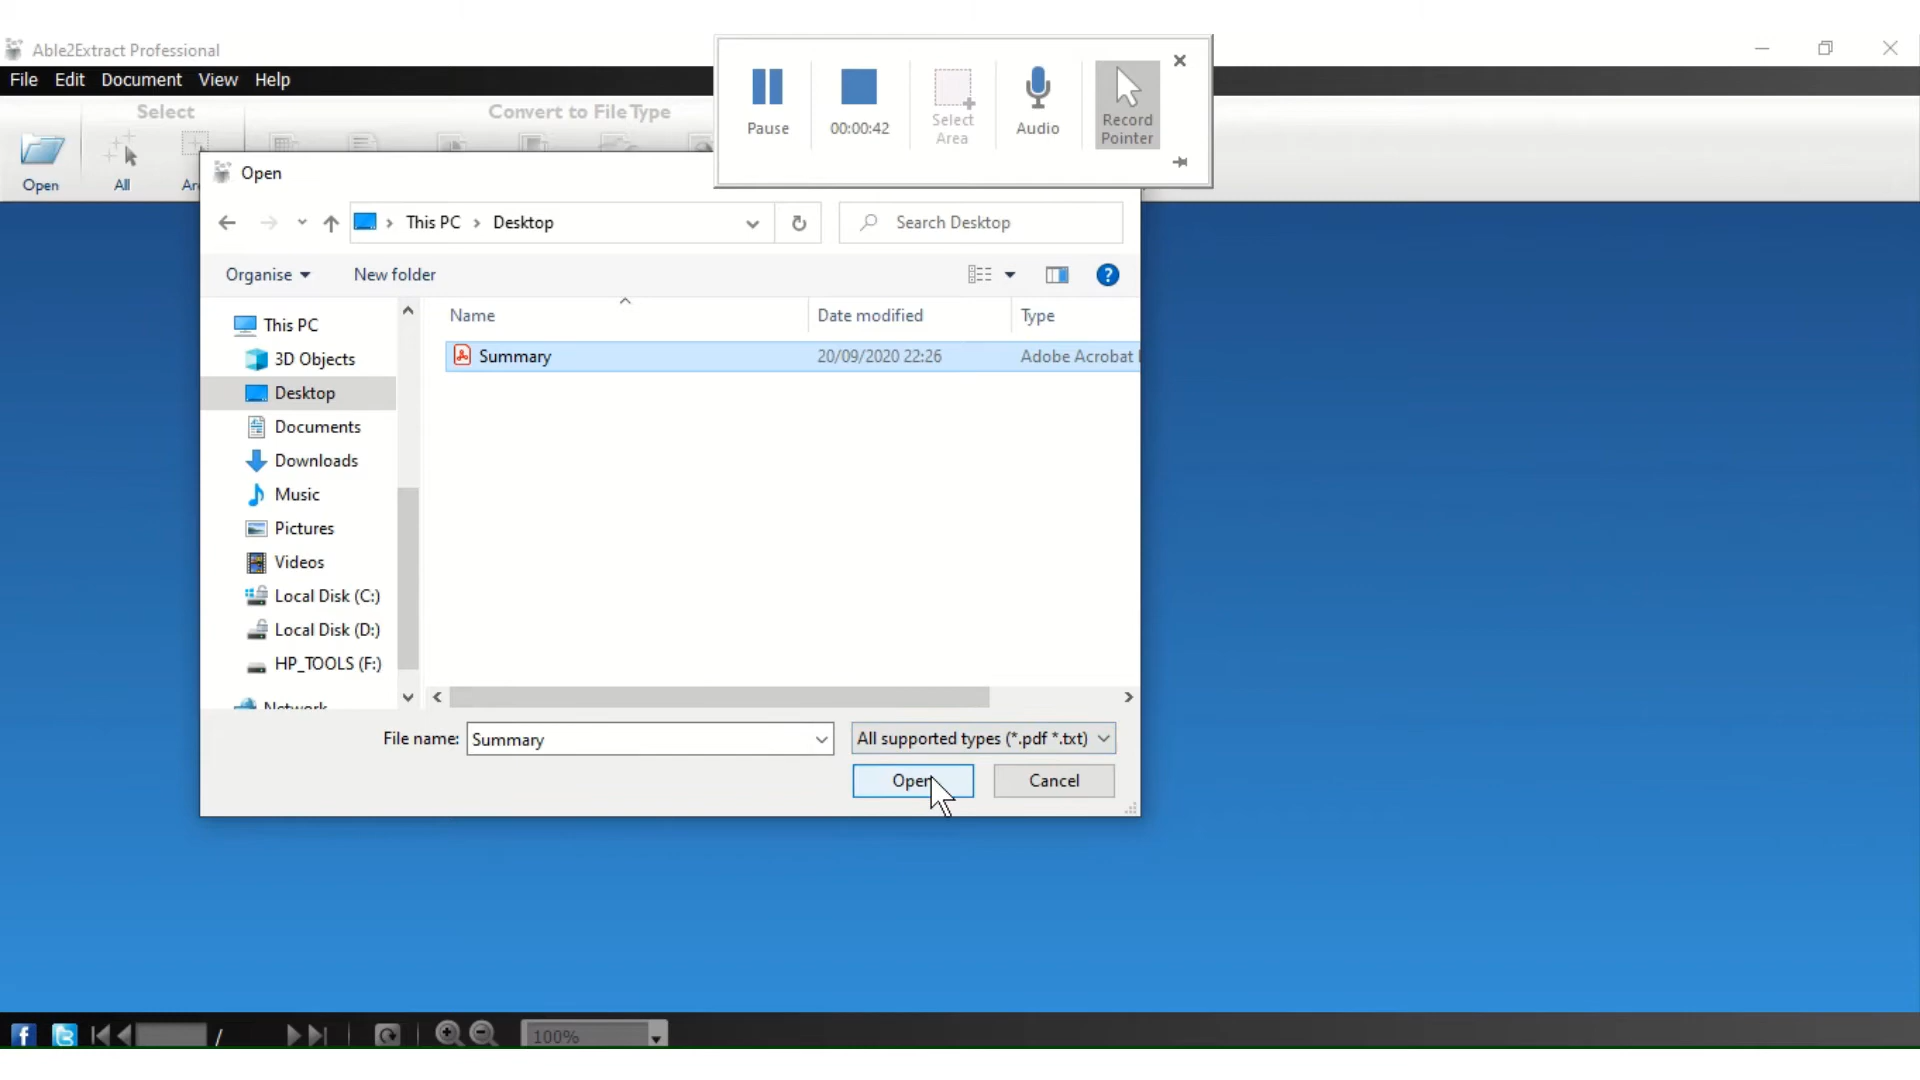 Able2Extract Professional
File Edit Document View Help
Select
Convert to File Type
Open
All
Pause
00:00:42
Select
Area
Audio
Record
Pointer
Open
This PC
Desktop
Search Desktop
Organise
New folder
Name
Date modified
Type
Summary
20/09/2020 22:26
Adobe Acrobat
This PC
3D Objects
Desktop
Documents
Downloads
Music
Pictures
Videos
Local Disk (C:)
Local Disk (D:)
HP_TOOLS (F:)
Network
File name:
Summary
All supported types (*.pdf *.txt)
Open
Cancel
/
100%